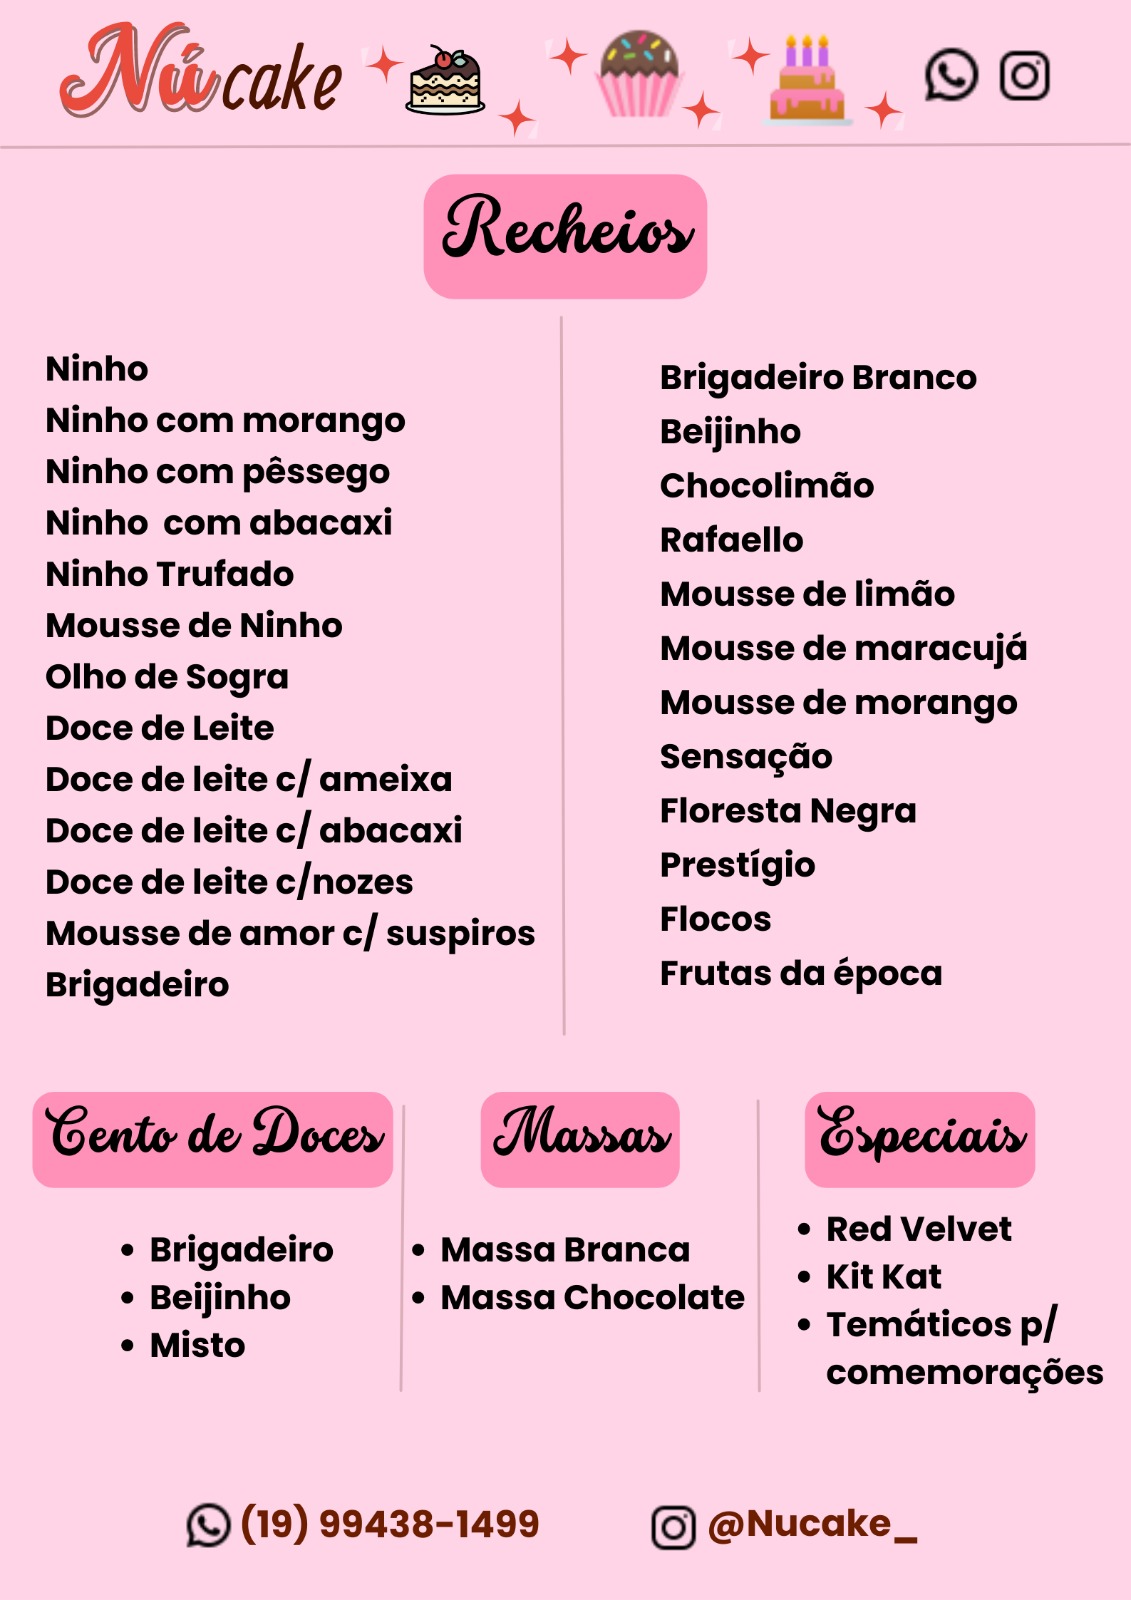 Núcake
Recheios
Ninho
Ninho com morango
Ninho com pêssego
Ninho  com abacaxi
Ninho Trufado
Mousse de Ninho
Olho de Sogra
Doce de Leite
Doce de leite c/ ameixa
Doce de leite c/ abacaxi
Doce de leite c/nozes
Mousse de amor c/ suspiros
Brigadeiro
Brigadeiro Branco
Beijinho
Chocolimão
Rafaello
Mousse de limão
Mousse de maracujá
Mousse de morango
Sensação
Floresta Negra
Prestígio
Flocos
Frutas da época
Cento de Doces
• Brigadeiro
• Beijinho
• Misto
Massas
• Massa Branca
• Massa Chocolate
Especiais
• Red Velvet
• Kit Kat
• Temáticos p/
comemorações
(19) 99438-1499
@Nucake_